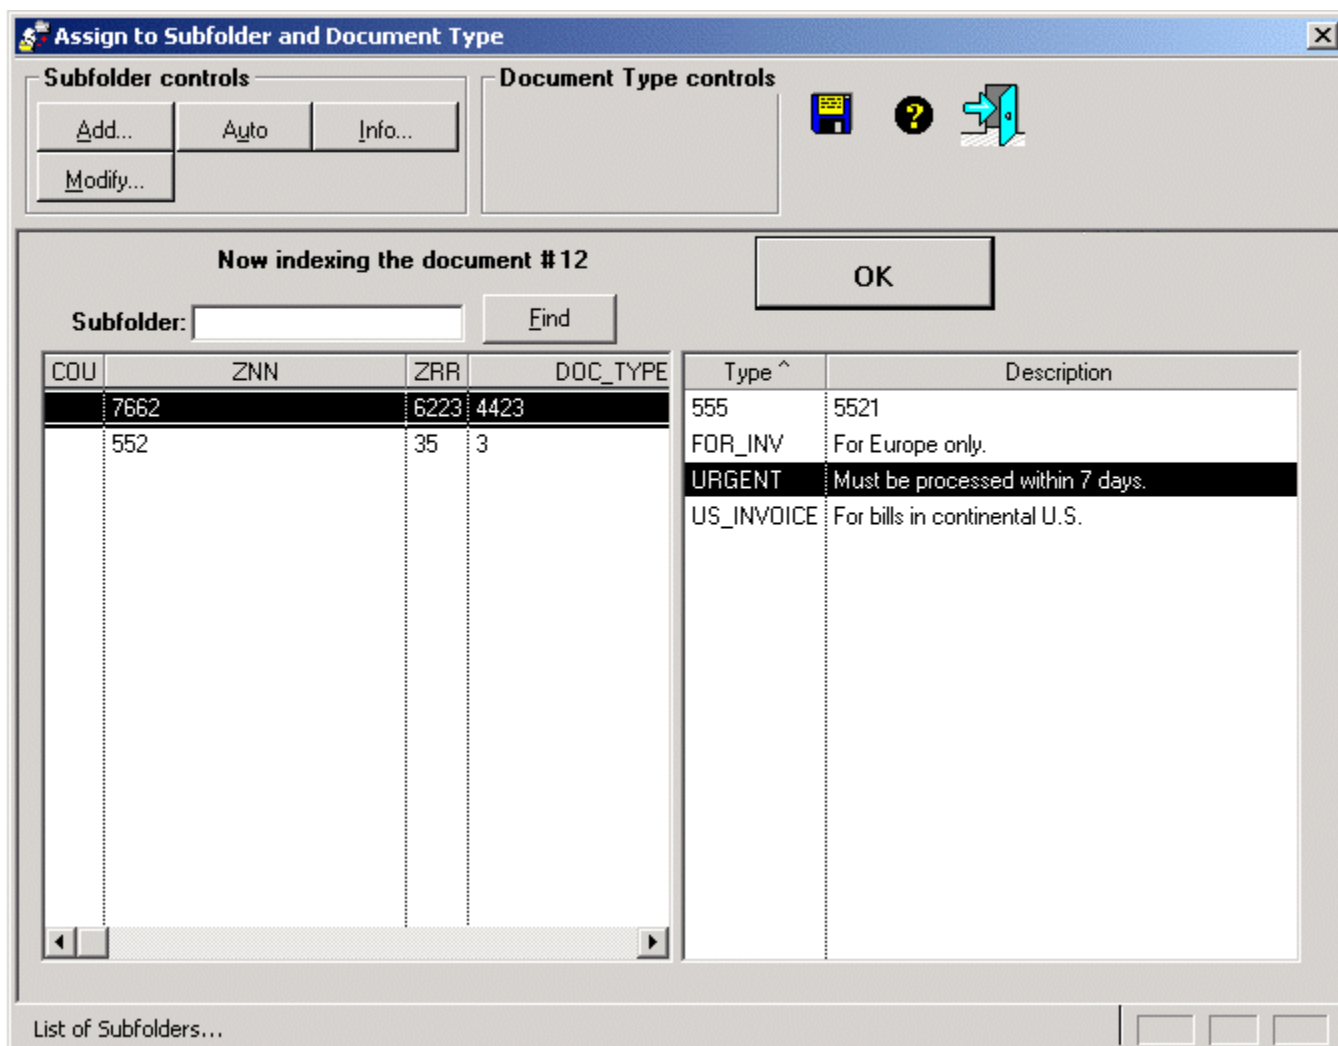 Assign to Subfolder and Document Type
Subfolder controls
Document Type controls
Add... Auto Info...
Modify...
?
Now indexing the document #12
OK
Subfolder: Find
COU ZNN ZRR DOC_TYPE
7662 6223 4423
552 35 3
Type ^ Description
555 5521
FOR_INV For Europe only.
URGENT Must be processed within 7 days.
US_INVOICE For bills in continental U.S.
List of Subfolders...